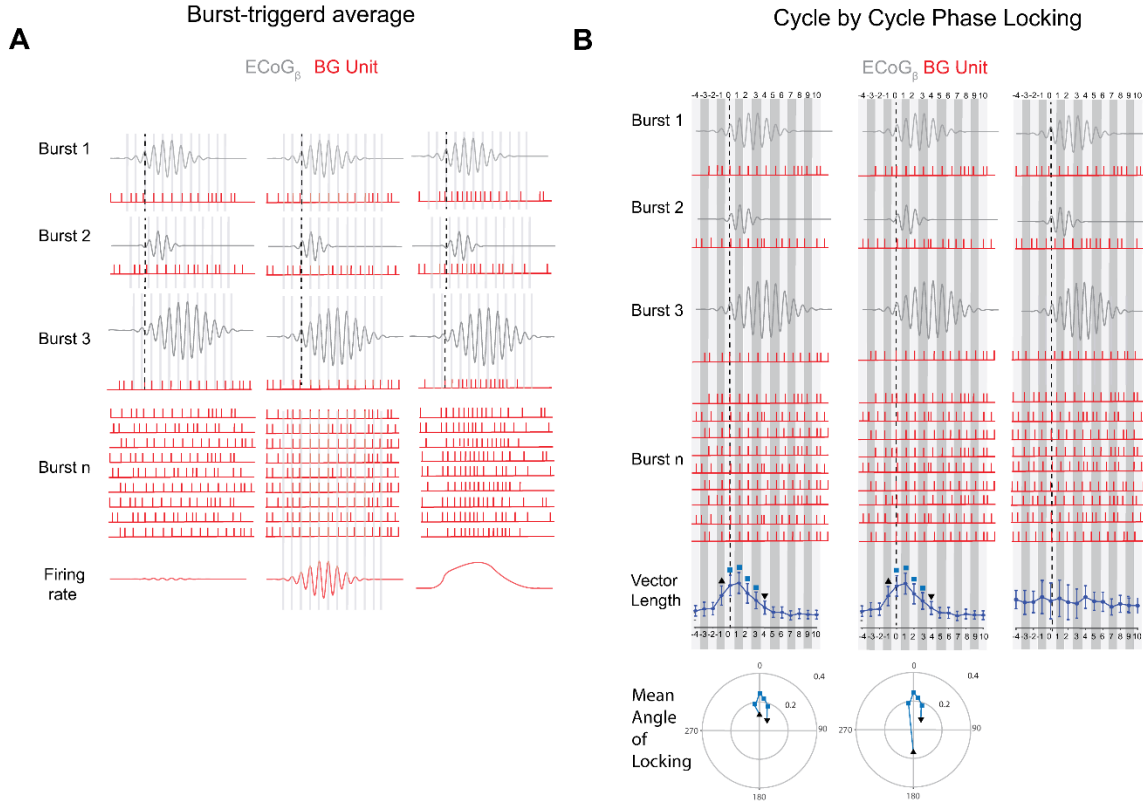 Burst-triggerd average
A
ECoGβ BG Unit
Burst 1
Burst 2
Burst 3
Burst n
Firing
rate
Cycle by Cycle Phase Locking
B
ECoGβ BG Unit
-4 -3 -2 -1 0 1 2 3 4 5 6 7 8 9 10
-4 -3 -2 -1 0 1 2 3 4 5 6 7 8 9 10
-4 -3 -2 -1 0 1 2 3 4 5 6 7 8 9 10
Burst 1
Burst 2
Burst 3
Burst n
Vector
Length
-4 -3 -2 -1 0 1 2 3 4 5 6 7 8 9 10
-4 -3 -2 -1 0 1 2 3 4 5 6 7 8 9 10
-4 -3 -2 -1 0 1 2 3 4 5 6 7 8 9 10
Mean
Angle
of
Locking
0
0.4
0.2
270
90
180
0
0.4
0.2
270
90
180